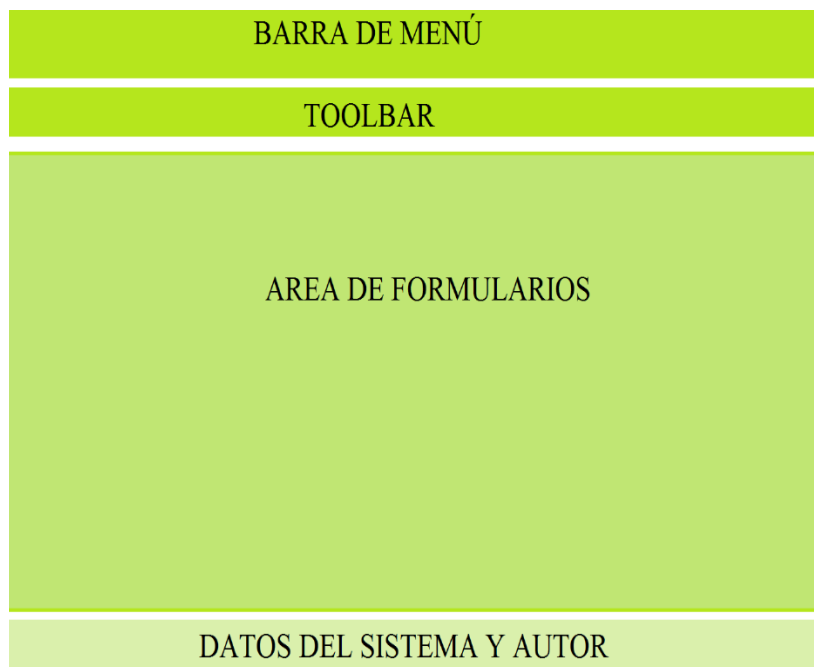 BARRA DE MENÚ
TOOLBAR
AREA DE FORMULARIOS
DATOS DEL SISTEMA Y AUTOR